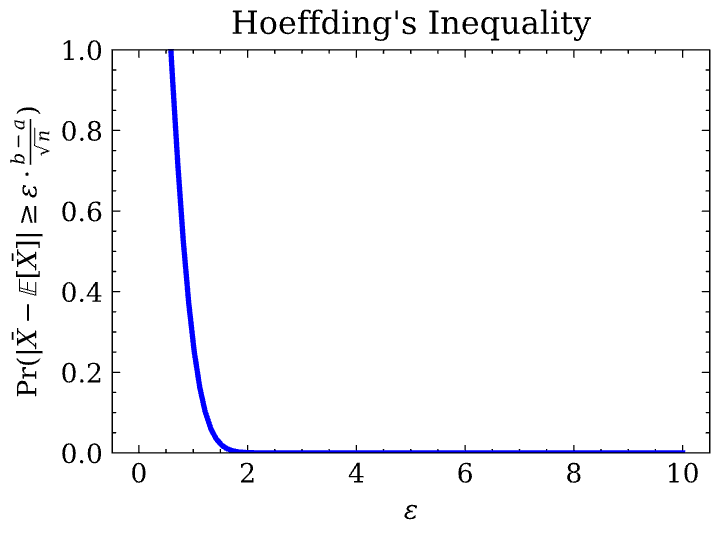 Hoeffding's Inequality
1.0
0.8
0.6
0.4
0.2
0.0
Pr(|X̄ − 𝔼[X̄]| ≥ ε · (b − a)/√n)
0 2 4 6 8 10
ε